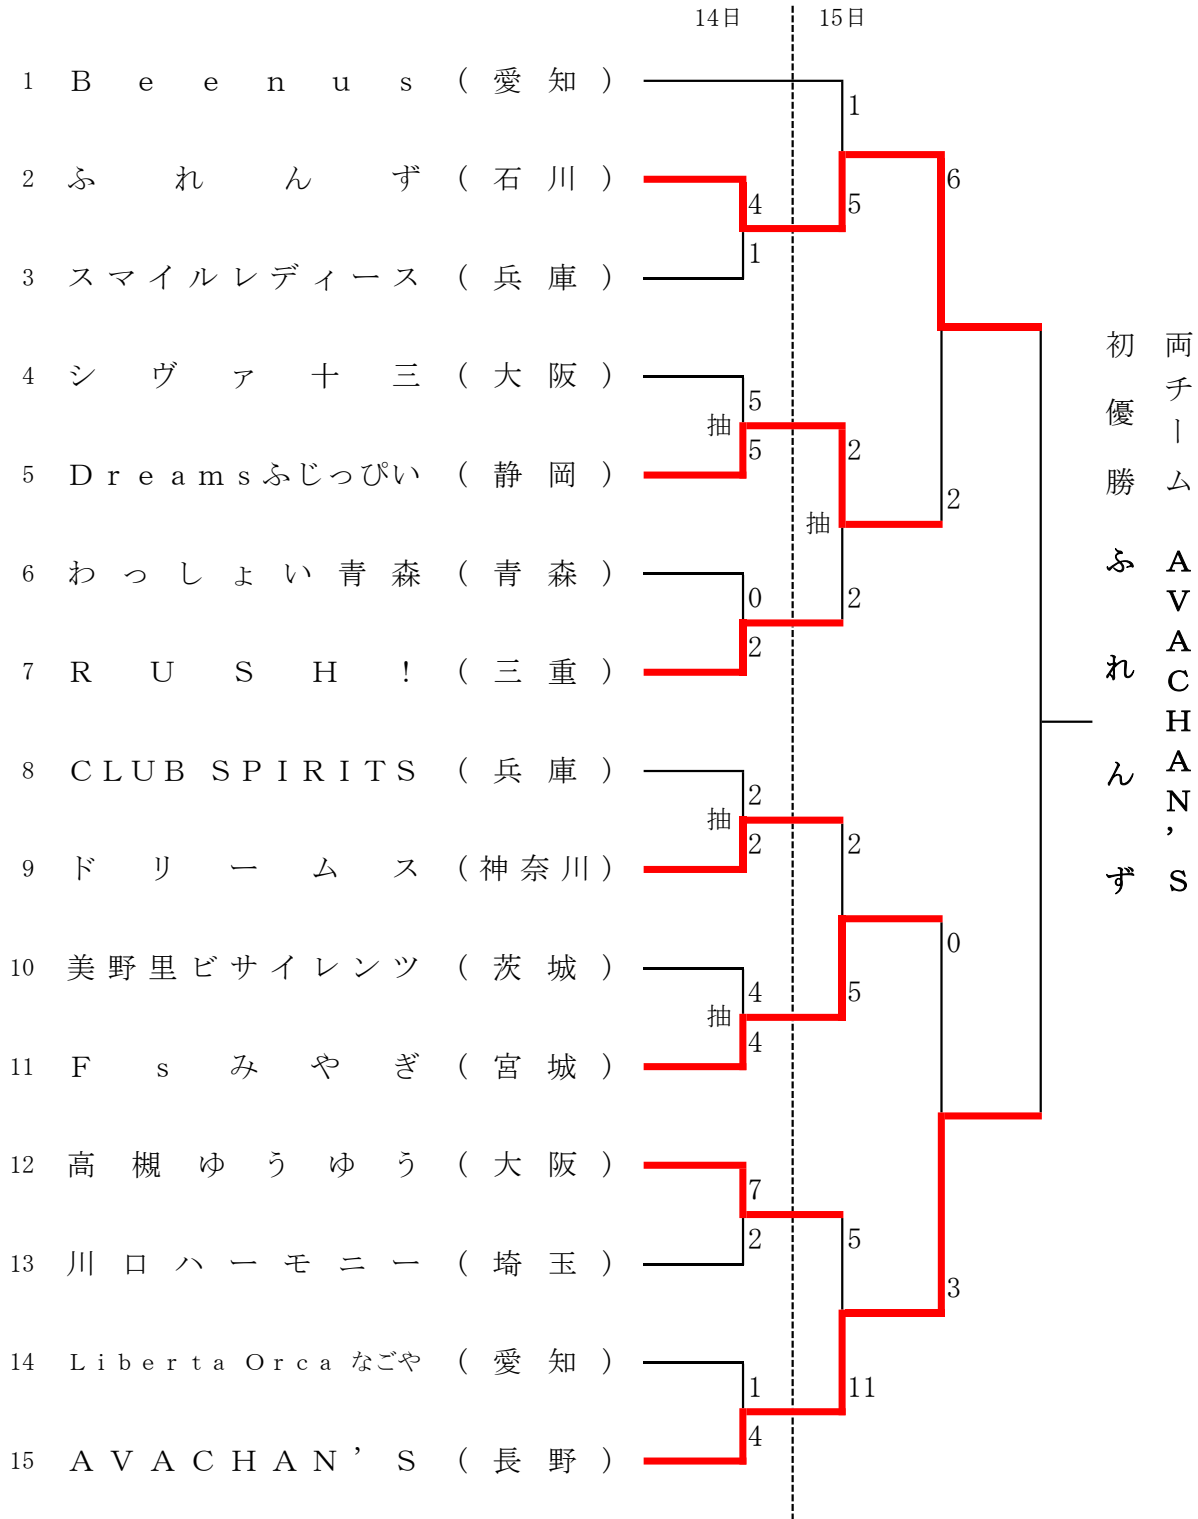 14日 15日
1 Beenus (愛知)
1
2 ふれんず (石川)
6
4 5
1
3 スマイルレディース (兵庫)
4 シヴァ十三 (大阪)
5
抽
5 2
5 Dreamsふじっぴい (静岡)
2
抽
6 わっしょい青森 (青森)
0 2
2
7 RUSH! (三重)
8 CLUB SPIRITS (兵庫)
2
抽
2 2
9 ドリームス (神奈川)
0
10 美野里ビサイレンツ (茨城)
4 5
抽
4
11 Fsみやぎ (宮城)
12 高槻ゆうゆう (大阪)
7
2 5
13 川口ハーモニー (埼玉)
3
14 Liberta Orca なごや (愛知)
1 11
4
15 AVACHAN’S (長野)
両チーム AVACHAN’S
初優勝 ふれんず